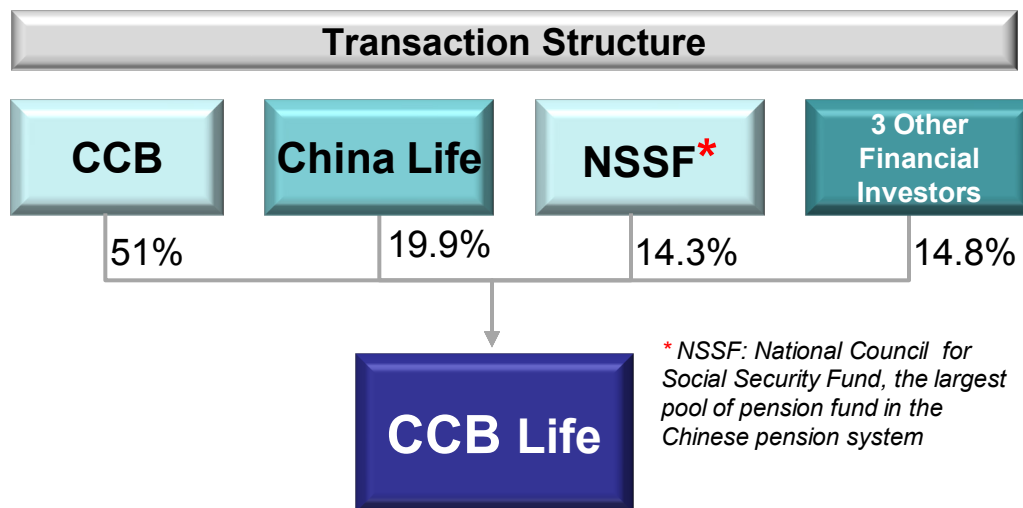 Transaction Structure
CCB
China Life
NSSF*
3 Other
Financial
Investors
51%
19.9%
14.3%
14.8%
CCB Life
* NSSF: National Council for
Social Security Fund, the largest
pool of pension fund in the
Chinese pension system